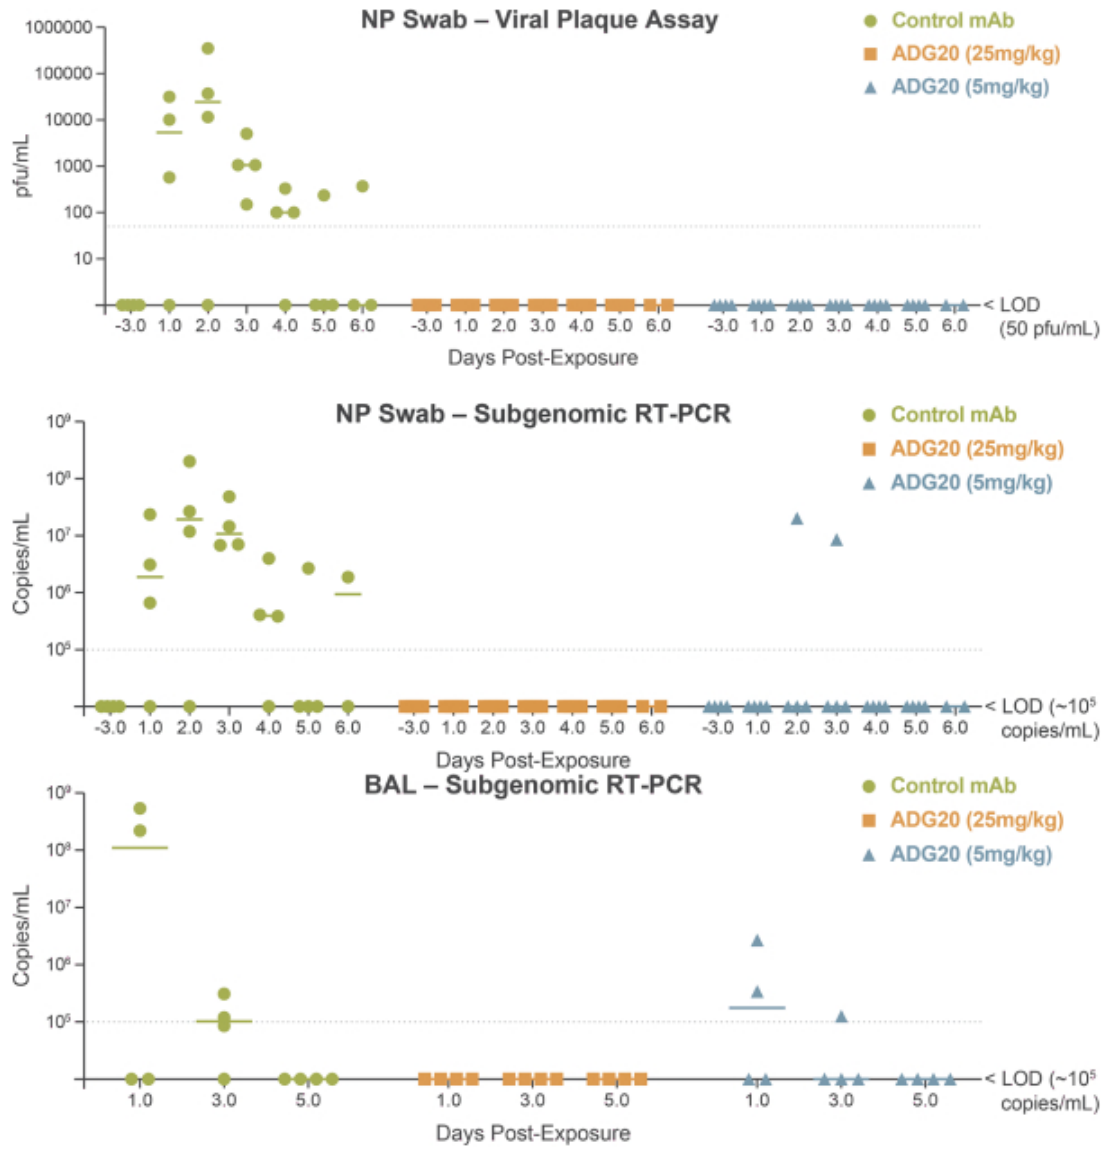 NP Swab – Viral Plaque Assay
Control mAb
ADG20 (25mg/kg)
ADG20 (5mg/kg)
pfu/mL
1000000
100000
10000
1000
100
10
-3.0 1.0 2.0 3.0 4.0 5.0 6.0 -3.0 1.0 2.0 3.0 4.0 5.0 6.0 -3.0 1.0 2.0 3.0 4.0 5.0 6.0
< LOD
(50 pfu/mL)
Days Post-Exposure
NP Swab – Subgenomic RT-PCR
Control mAb
ADG20 (25mg/kg)
ADG20 (5mg/kg)
Copies/mL
10⁹
10⁸
10⁷
10⁶
10⁵
-3.0 1.0 2.0 3.0 4.0 5.0 6.0 -3.0 1.0 2.0 3.0 4.0 5.0 6.0 -3.0 1.0 2.0 3.0 4.0 5.0 6.0
< LOD (~10⁵
copies/mL)
Days Post-Exposure
BAL – Subgenomic RT-PCR
Control mAb
ADG20 (25mg/kg)
ADG20 (5mg/kg)
Copies/mL
10⁹
10⁸
10⁷
10⁶
10⁵
1.0 3.0 5.0 1.0 3.0 5.0 1.0 3.0 5.0
< LOD (~10⁵
copies/mL)
Days Post-Exposure